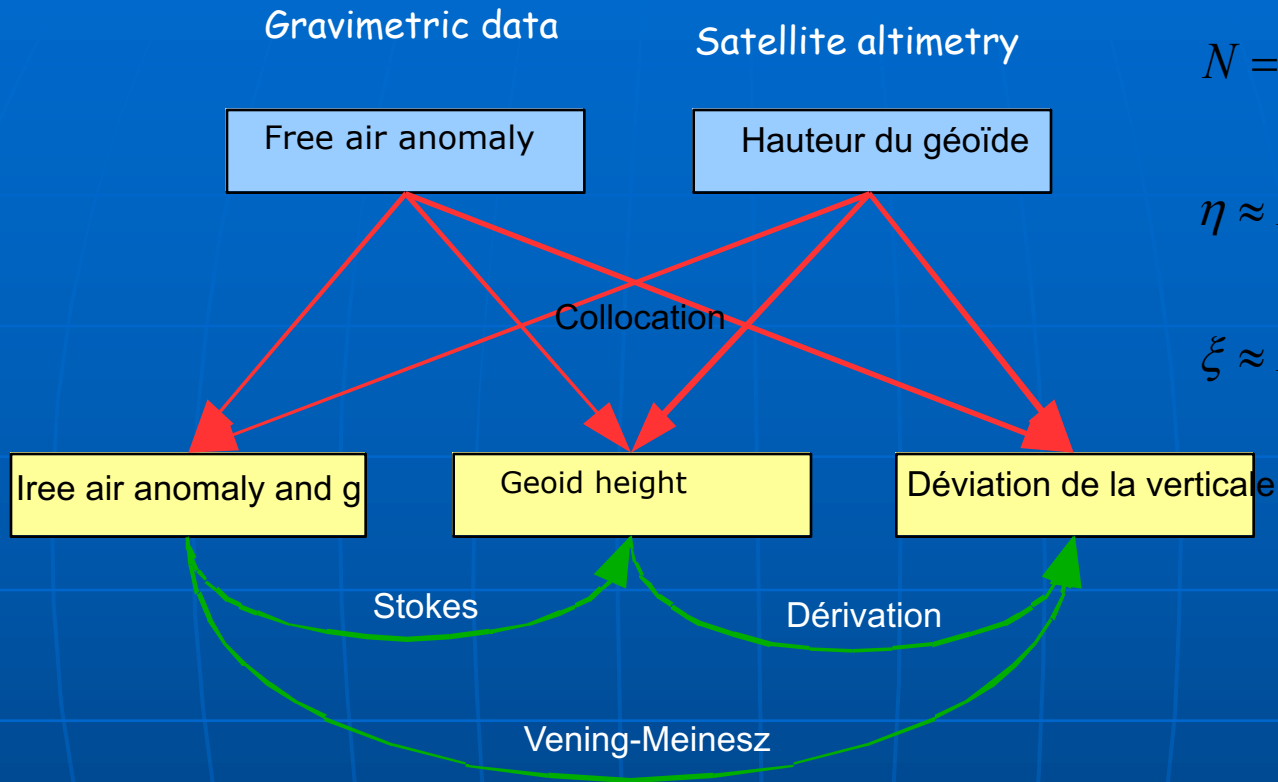 Gravimetric data
Satellite altimetry
N =
Free air anomaly
Hauteur du géoïde
η ≈
Collocation
ξ ≈
Iree air anomaly and g
Geoid height
Déviation de la verticale
Stokes
Dérivation
Vening-Meinesz